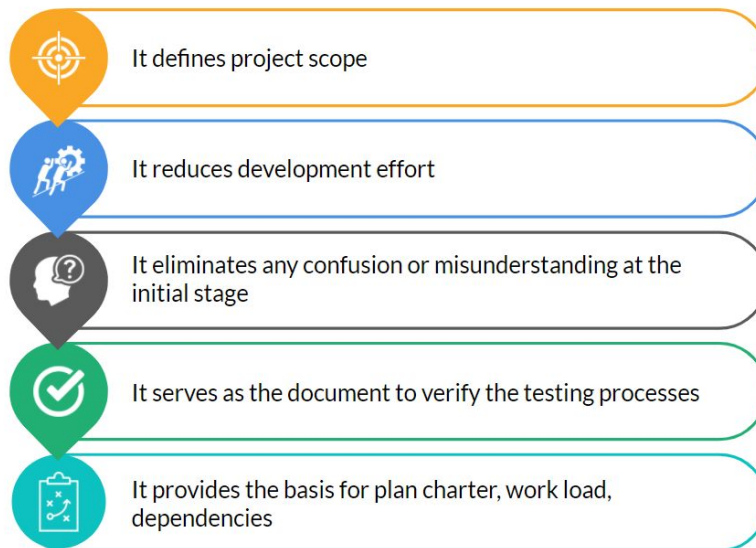 It defines project scope
It reduces development effort
It eliminates any confusion or misunderstanding at the
initial stage
It serves as the document to verify the testing processes
It provides the basis for plan charter, work load,
dependencies